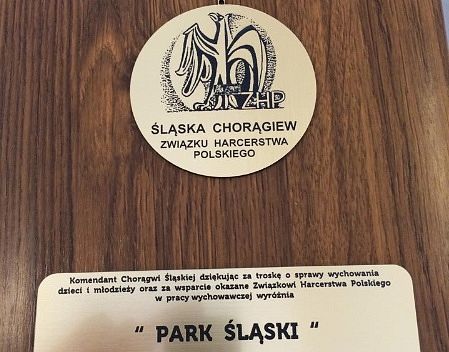 ZHP
ŚLĄSKA CHORĄGIEW
ZWIĄZKU HARCERSTWA
POLSKIEGO
Komendant Chorągwi Śląskiej dziękując za troskę o sprawy wychowania
dzieci i młodzieży oraz za wsparcie okazane Związkowi Harcerstwa Polskiego
w pracy wychowawczej wyróżnia
" PARK ŚLĄSKI "